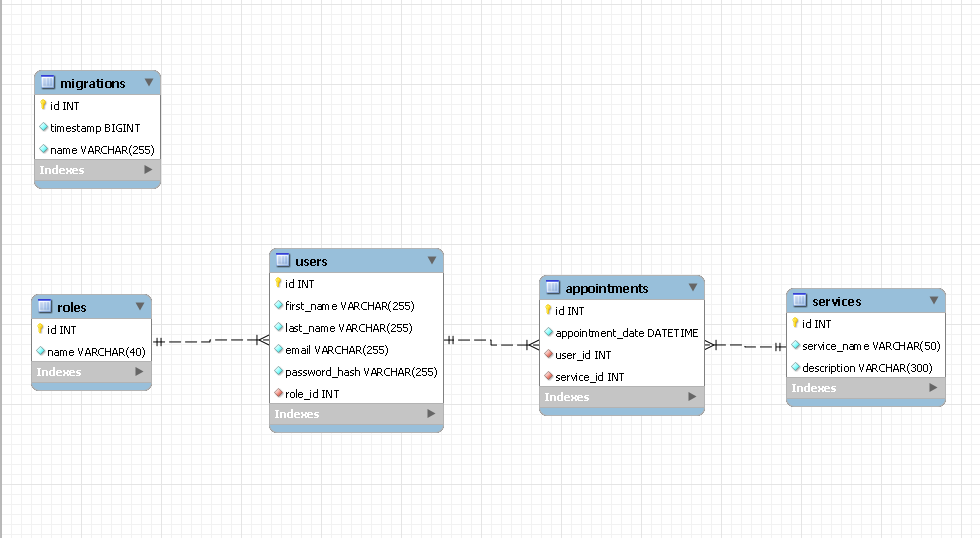 migrations
id INT
timestamp BIGINT
name VARCHAR(255)
Indexes
roles
id INT
name VARCHAR(40)
Indexes
users
id INT
first_name VARCHAR(255)
last_name VARCHAR(255)
email VARCHAR(255)
password_hash VARCHAR(255)
role_id INT
Indexes
appointments
id INT
appointment_date DATETIME
user_id INT
service_id INT
Indexes
services
id INT
service_name VARCHAR(50)
description VARCHAR(300)
Indexes